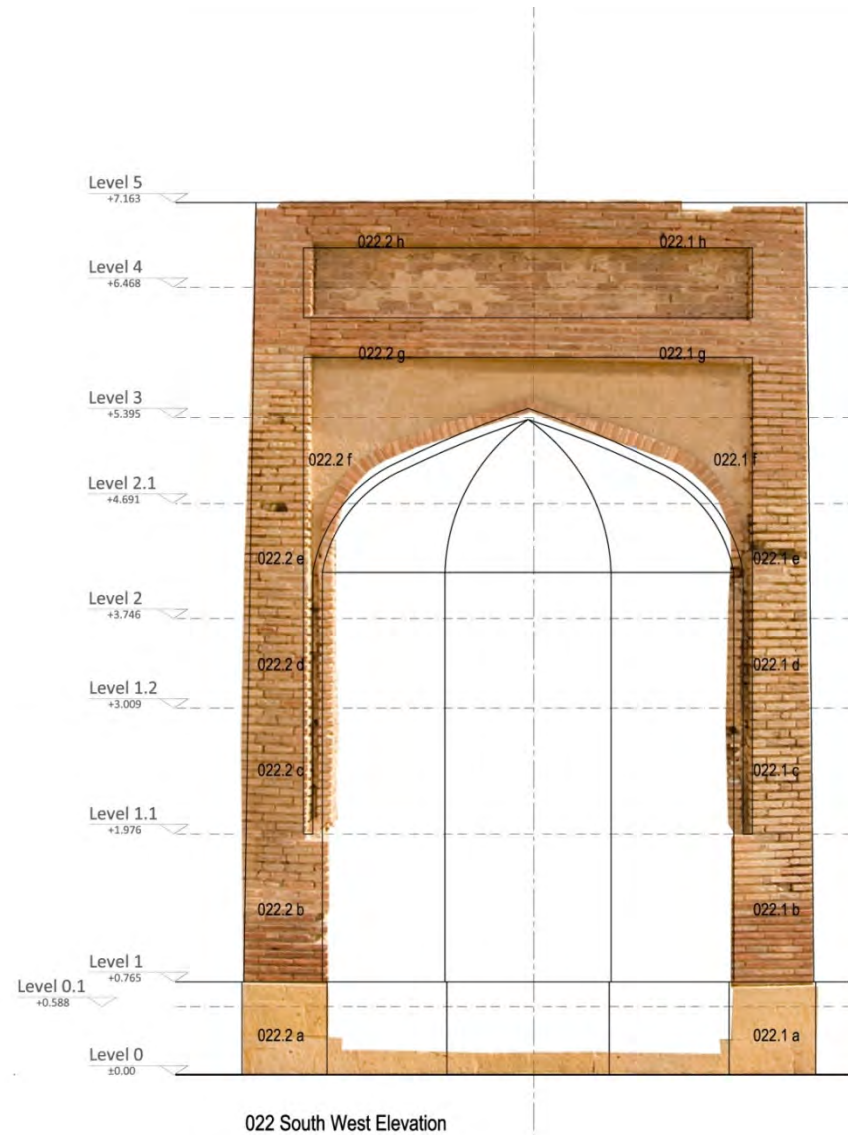 Level 5
+7.163
022.2 h 022.1 h
Level 4
+6.468
022.2 g 022.1 g
Level 3
+5.395
022.2 f 022.1 f
Level 2.1
+4.691
022.2 e 022.1 e
Level 2
+3.746
022.2 d 022.1 d
Level 1.2
+3.009
022.2 c 022.1 c
Level 1.1
+1.976
022.2 b 022.1 b
Level 1
+0.765
Level 0.1
+0.588
022.2 a 022.1 a
Level 0
±0.00
022 South West Elevation